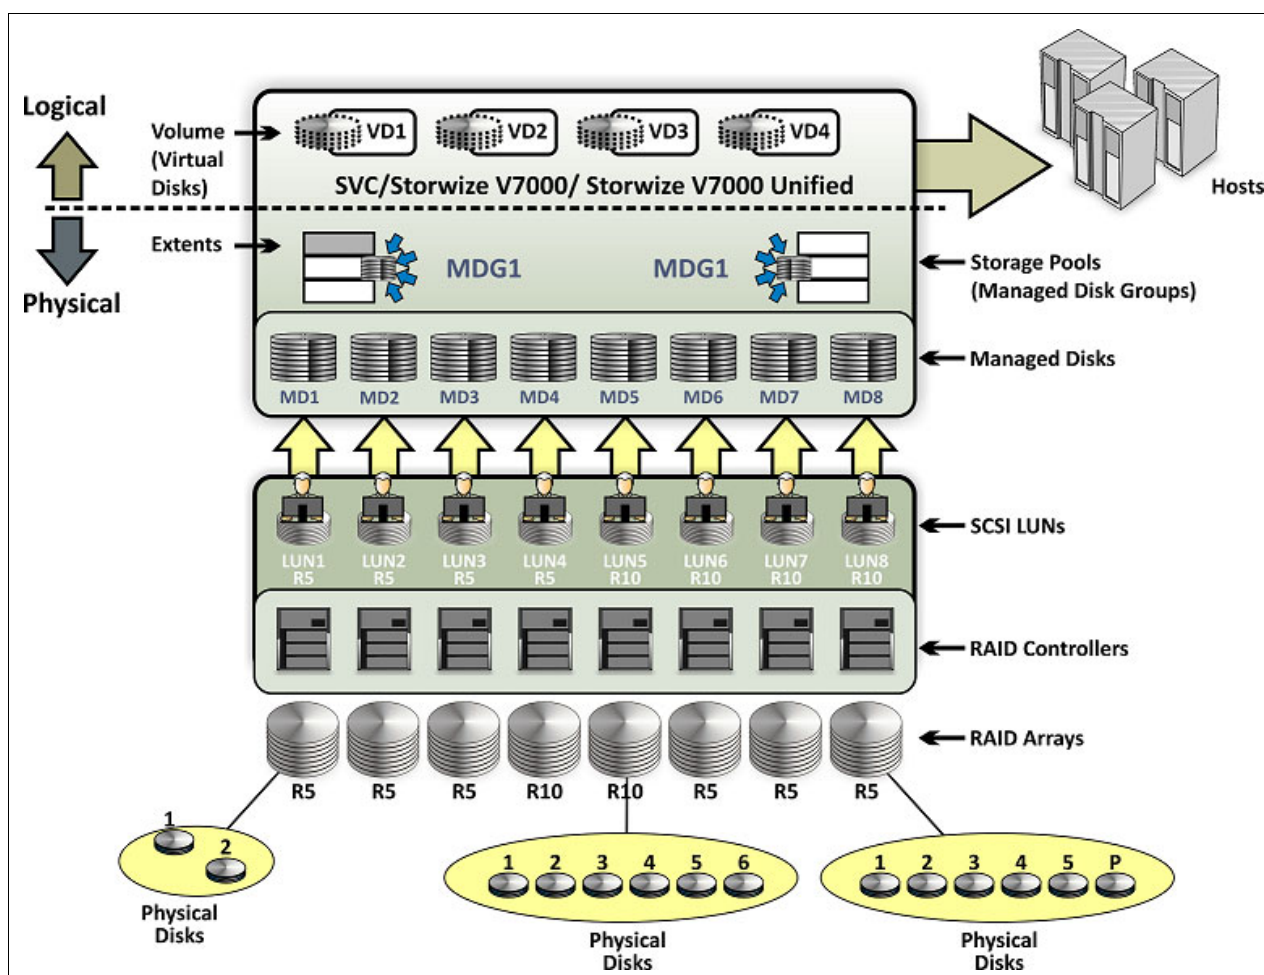 Logical
Volume
(Virtual
Disks)
VD1 VD2 VD3 VD4
SVC/Storwize V7000/ Storwize V7000 Unified
Hosts
Extents
MDG1 MDG1
Storage Pools
(Managed Disk Groups)
Physical
Managed Disks
MD1 MD2 MD3 MD4 MD5 MD6 MD7 MD8
SCSI LUNs
LUN1 LUN2 LUN3 LUN4 LUN5 LUN6 LUN7 LUN8
R5 R5 R5 R5 R10 R10 R10 R10
RAID Controllers
RAID Arrays
R5 R5 R5 R10 R10 R5 R5 R5
1 2
Physical
Disks
1 2 3 4 5 6
Physical
Disks
1 2 3 4 5 P
Physical
Disks